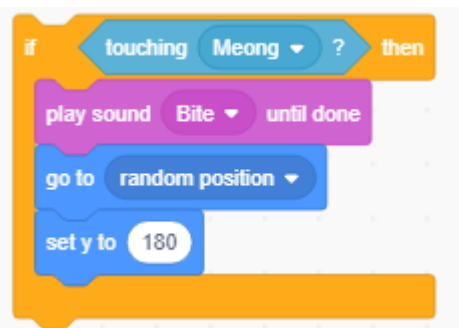 if touching Meong ? then
play sound Bite until done
go to random position
set y to 180